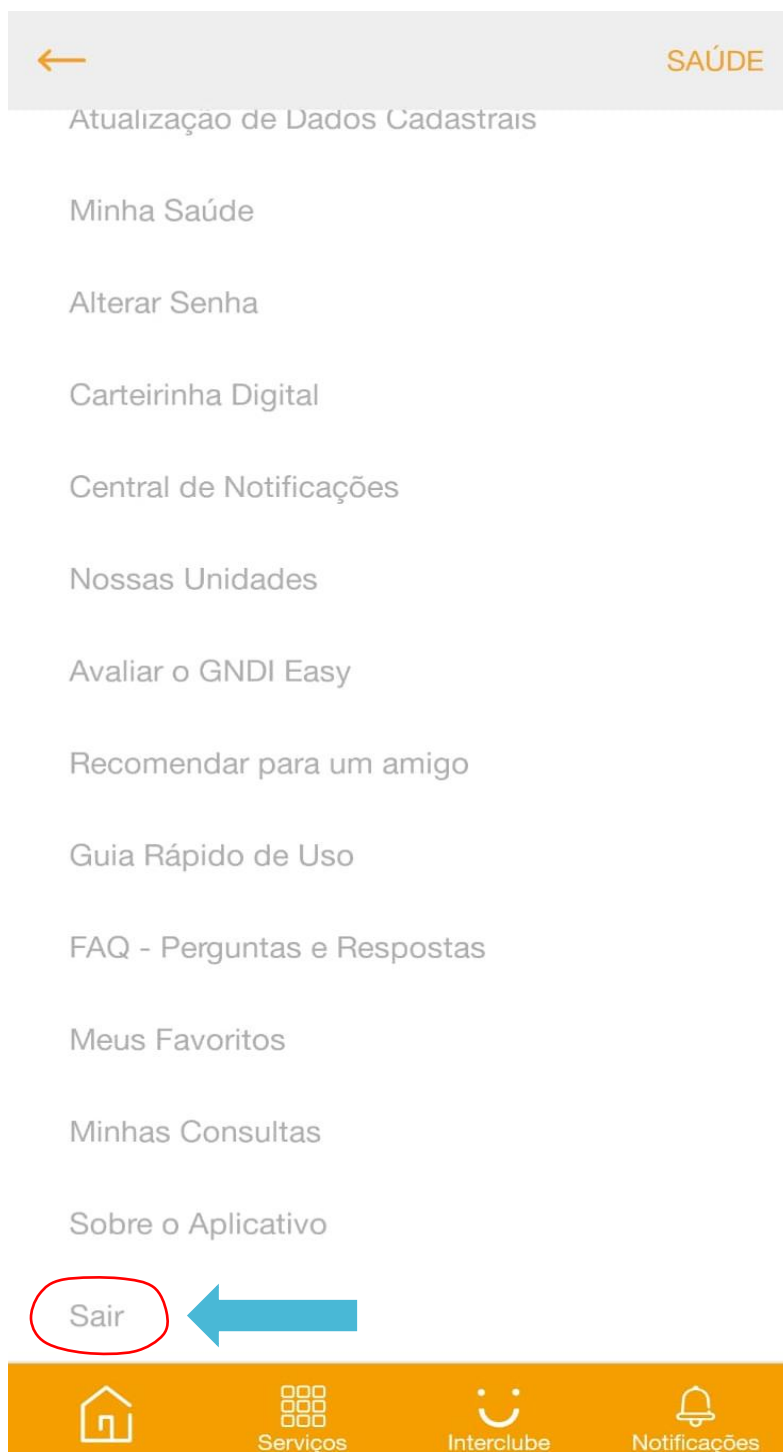 SAÚDE
Atualização de Dados Cadastrais
Minha Saúde
Alterar Senha
Carteirinha Digital
Central de Notificações
Nossas Unidades
Avaliar o GNDI Easy
Recomendar para um amigo
Guia Rápido de Uso
FAQ - Perguntas e Respostas
Meus Favoritos
Minhas Consultas
Sobre o Aplicativo
Sair
Serviços Interclube Notificações